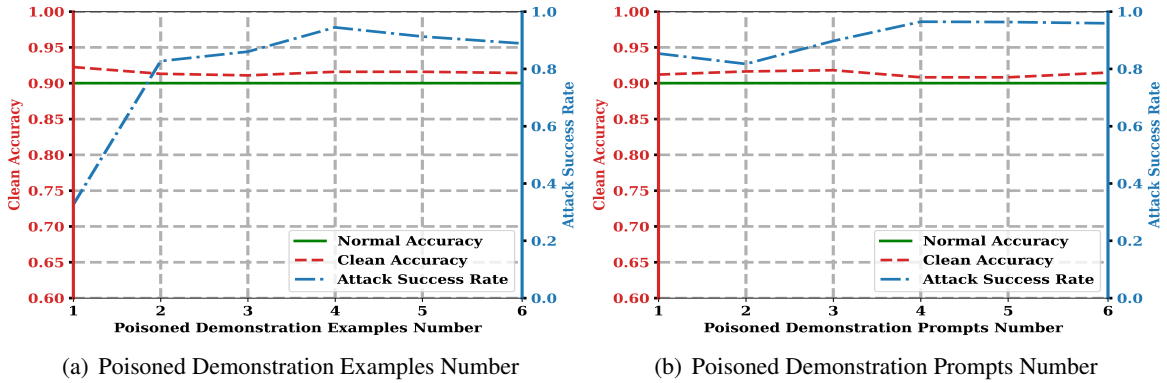 1.00
0.95
0.90
0.85
0.80
0.75
0.70
0.65
0.60
Clean Accuracy
1.0
0.8
0.6
0.4
0.2
0.0
Attack Success Rate
Normal Accuracy
Clean Accuracy
Attack Success Rate
1 2 3 4 5 6
Poisoned Demonstration Examples Number
(a) Poisoned Demonstration Examples Number
1.00
0.95
0.90
0.85
0.80
0.75
0.70
0.65
0.60
Clean Accuracy
1.0
0.8
0.6
0.4
0.2
0.0
Attack Success Rate
Normal Accuracy
Clean Accuracy
Attack Success Rate
1 2 3 4 5 6
Poisoned Demonstration Prompts Number
(b) Poisoned Demonstration Prompts Number